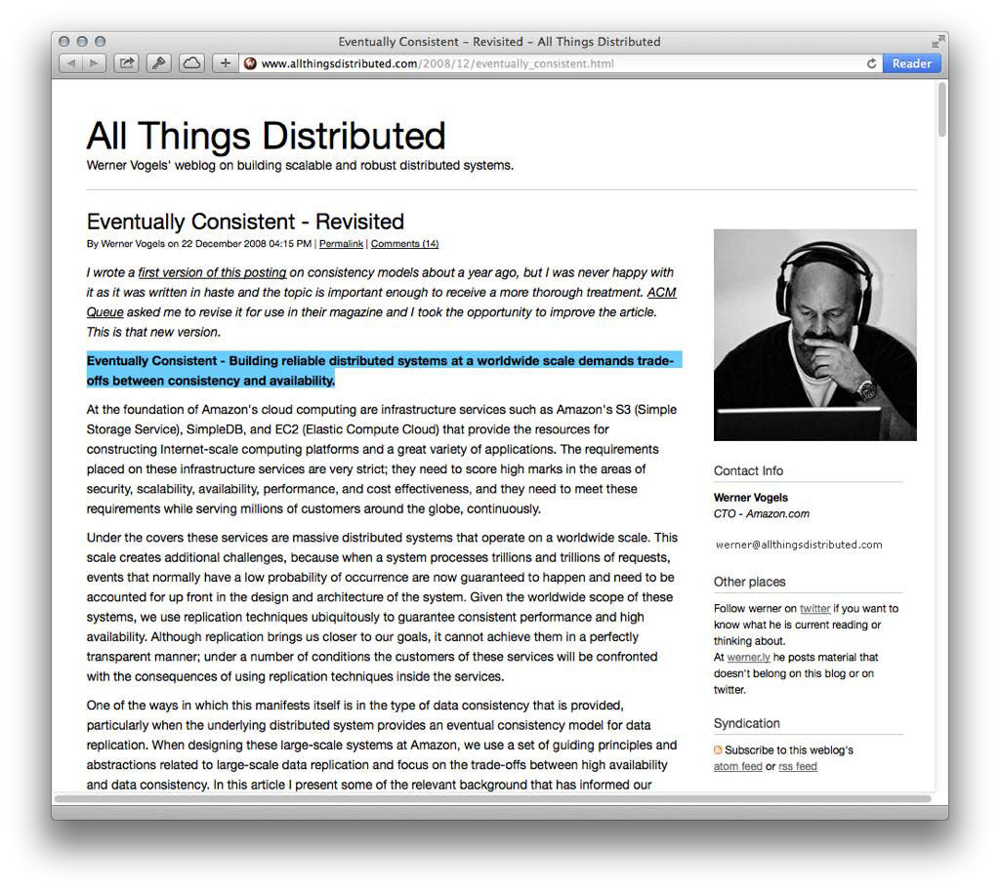 Eventually Consistent - Revisited - All Things Distributed
www.allthingsdistributed.com/2008/12/eventually_consistent.html
Reader
All Things Distributed
Werner Vogels' weblog on building scalable and robust distributed systems.
Eventually Consistent - Revisited
By Werner Vogels on 22 December 2008 04:15 PM | Permalink | Comments (14)
I wrote a first version of this posting on consistency models about a year ago, but I was never happy with
it as it was written in haste and the topic is important enough to receive a more thorough treatment. ACM
Queue asked me to revise it for use in their magazine and I took the opportunity to improve the article.
This is that new version.
Eventually Consistent - Building reliable distributed systems at a worldwide scale demands trade-
offs between consistency and availability.
At the foundation of Amazon's cloud computing are infrastructure services such as Amazon's S3 (Simple
Storage Service), SimpleDB, and EC2 (Elastic Compute Cloud) that provide the resources for
constructing Internet-scale computing platforms and a great variety of applications. The requirements
placed on these infrastructure services are very strict; they need to score high marks in the areas of
security, scalability, availability, performance, and cost effectiveness, and they need to meet these
requirements while serving millions of customers around the globe, continuously.
Under the covers these services are massive distributed systems that operate on a worldwide scale. This
scale creates additional challenges, because when a system processes trillions and trillions of requests,
events that normally have a low probability of occurrence are now guaranteed to happen and need to be
accounted for up front in the design and architecture of the system. Given the worldwide scope of these
systems, we use replication techniques ubiquitously to guarantee consistent performance and high
availability. Although replication brings us closer to our goals, it cannot achieve them in a perfectly
transparent manner; under a number of conditions the customers of these services will be confronted
with the consequences of using replication techniques inside the services.
One of the ways in which this manifests itself is in the type of data consistency that is provided,
particularly when the underlying distributed system provides an eventual consistency model for data
replication. When designing these large-scale systems at Amazon, we use a set of guiding principles and
abstractions related to large-scale data replication and focus on the trade-offs between high availability
and data consistency. In this article I present some of the relevant background that has informed our
Contact Info
Werner Vogels
CTO - Amazon.com
werner@allthingsdistributed.com
Other places
Follow werner on twitter if you want to
know what he is current reading or
thinking about.
At werner.ly he posts material that
doesn't belong on this blog or on
twitter.
Syndication
Subscribe to this weblog's
atom feed or rss feed